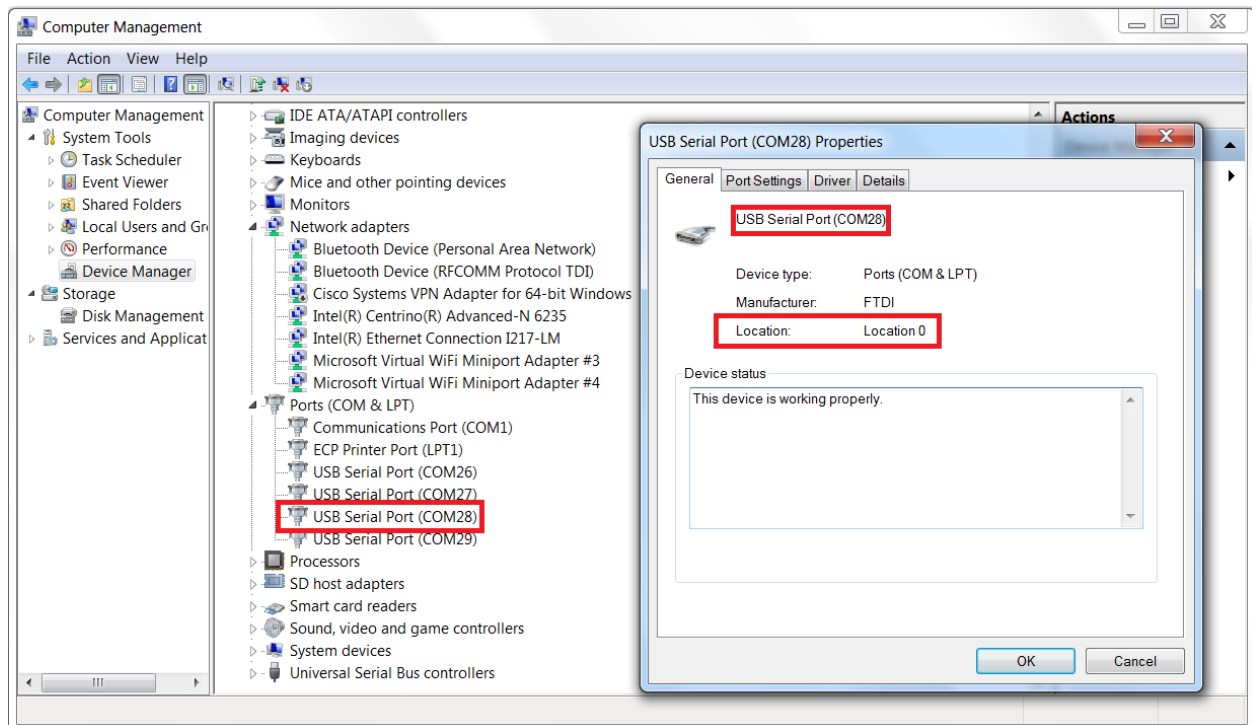 Computer Management
File Action View Help
Computer Management
System Tools
Task Scheduler
Event Viewer
Shared Folders
Local Users and Gr
Performance
Device Manager
Storage
Disk Management
Services and Applicat
IDE ATA/ATAPI controllers
Imaging devices
Keyboards
Mice and other pointing devices
Monitors
Network adapters
Bluetooth Device (Personal Area Network)
Bluetooth Device (RFCOMM Protocol TDI)
Cisco Systems VPN Adapter for 64-bit Windows
Intel(R) Centrino(R) Advanced-N 6235
Intel(R) Ethernet Connection I217-LM
Microsoft Virtual WiFi Miniport Adapter #3
Microsoft Virtual WiFi Miniport Adapter #4
Ports (COM & LPT)
Communications Port (COM1)
ECP Printer Port (LPT1)
USB Serial Port (COM26)
USB Serial Port (COM27)
USB Serial Port (COM28)
USB Serial Port (COM29)
Processors
SD host adapters
Smart card readers
Sound, video and game controllers
System devices
Universal Serial Bus controllers
Actions
USB Serial Port (COM28) Properties
General Port Settings Driver Details
USB Serial Port (COM28)
Device type: Ports (COM & LPT)
Manufacturer: FTDI
Location: Location 0
Device status
This device is working properly.
OK Cancel